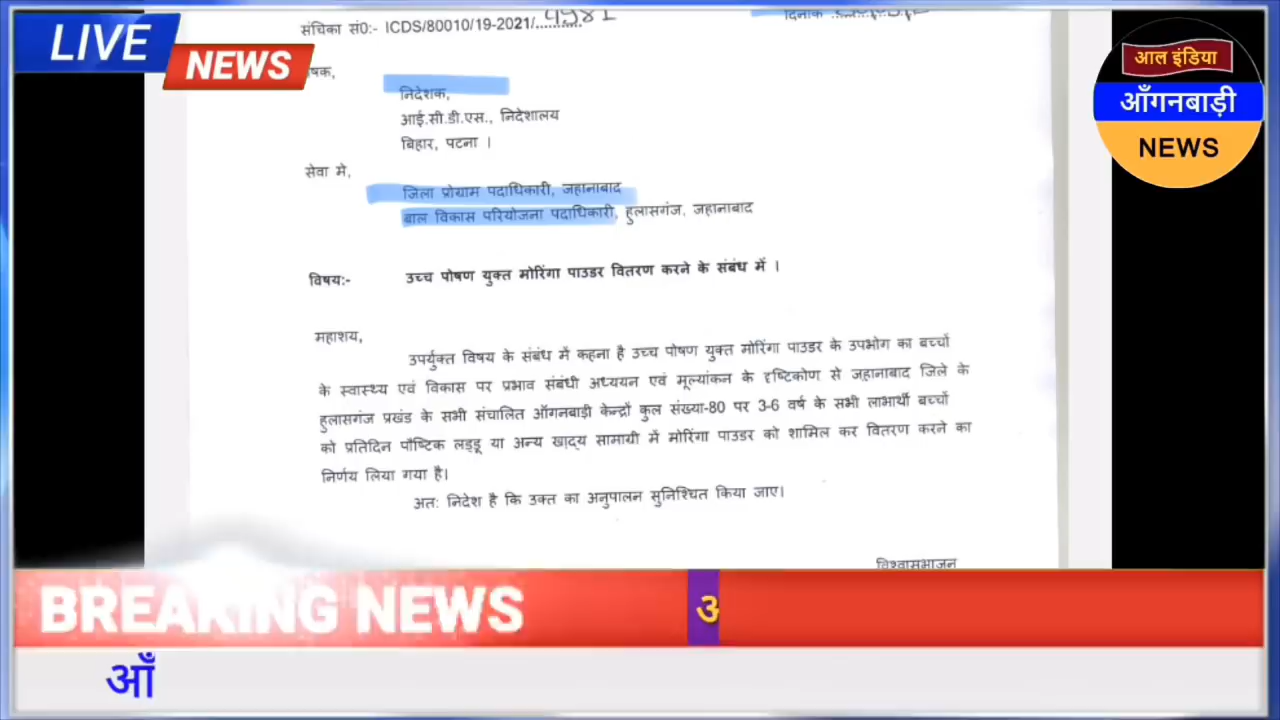 LIVE
NEWS
आल इंडिया
आँगनबाड़ी
NEWS
संचिका सं0:- ICDS/80010/19-2021/..4981..
दिनांक
षक,
निदेशक,
आई.सी.डी.एस., निदेशालय
बिहार, पटना ।
सेवा मे,
जिला प्रोग्राम पदाधिकारी, जहानाबाद
बाल विकास परियोजना पदाधिकारी, हुलासगंज, जहानाबाद
विषय:- उच्च पोषण युक्त मोरिंगा पाउडर वितरण करने के संबंध में ।
महाशय,
उपर्युक्त विषय के संबंध में कहना है उच्च पोषण युक्त मोरिंगा पाउडर के उपभोग का बच्चों
के स्वास्थ्य एवं विकास पर प्रभाव संबंधी अध्ययन एवं मूल्यांकन के दृष्टिकोण से जहानाबाद जिले के
हुलासगंज प्रखंड के सभी संचालित आँगनबाड़ी केन्द्रों कुल संख्या-80 पर 3-6 वर्ष के सभी लाभार्थी बच्चों
को प्रतिदिन पौष्टिक लड्डू या अन्य खाद्य सामाग्री में मोरिंगा पाउडर को शामिल कर वितरण करने का
निर्णय लिया गया है।
अतः निदेश है कि उक्त का अनुपालन सुनिश्चित किया जाए।
विश्वासभाजन
BREAKING NEWS
आँ